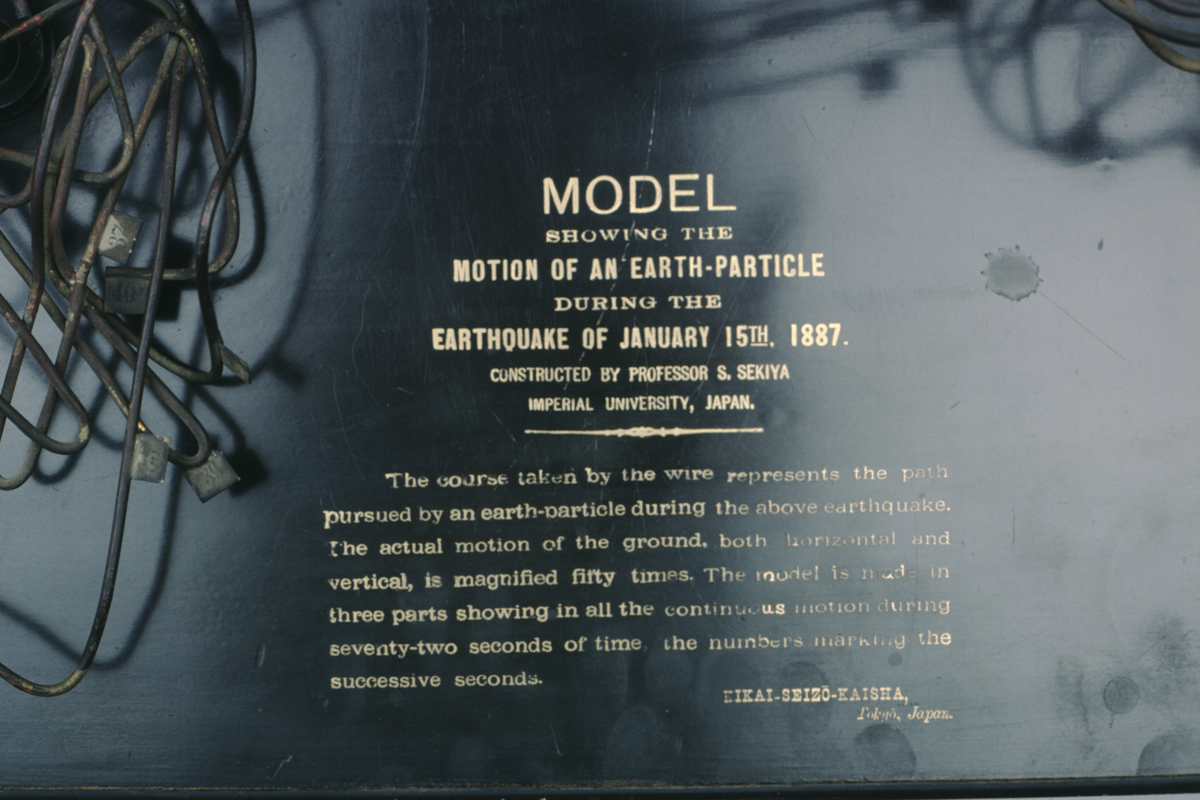 MODEL
SHOWING THE
MOTION OF AN EARTH-PARTICLE
DURING THE
EARTHQUAKE OF JANUARY 15TH, 1887.
CONSTRUCTED BY PROFESSOR S. SEKIYA
IMPERIAL UNIVERSITY, JAPAN.
The course taken by the wire represents the path
pursued by an earth-particle during the above earthquake.
The actual motion of the ground, both horizontal and
vertical, is magnified fifty times. The model is made in
three parts showing in all the continuous motion during
seventy-two seconds of time, the numbers marking the
successive seconds.
KIKAI-SEIZŌ-KAISHA,
Tokyō, Japan.